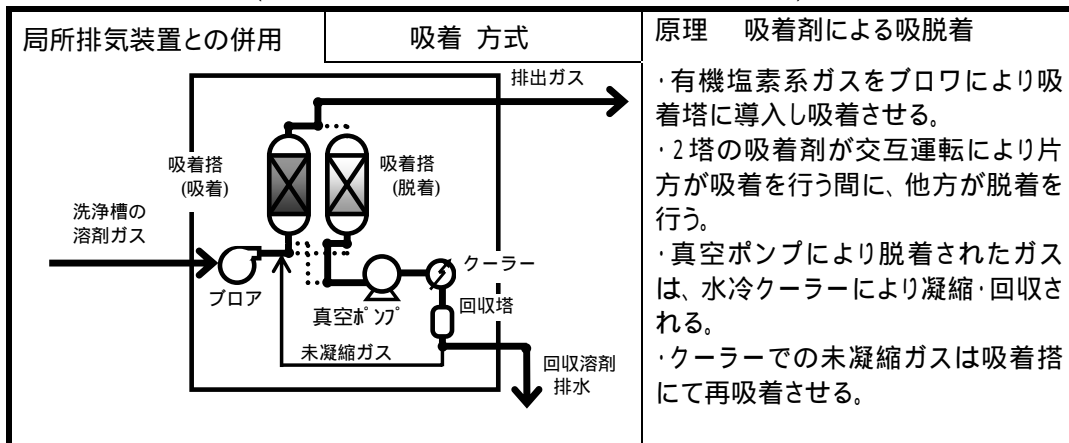 局所排気装置との併用
吸着 方式
原理 吸着剤による吸脱着
排出ガス
吸着搭
(吸着)
吸着搭
(脱着)
洗浄槽の
溶剤ガス
ブロア
真空ポンプ
クーラー
回収塔
未凝縮ガス
回収溶剤
排水
・有機塩素系ガスをブロワにより吸
着塔に導入し吸着させる。
・2塔の吸着剤が交互運転により片
方が吸着を行う間に、他方が脱着を
行う。
・真空ポンプにより脱着されたガス
は、水冷クーラーにより凝縮・回収さ
れる。
・クーラーでの未凝縮ガスは吸着搭
にて再吸着させる。